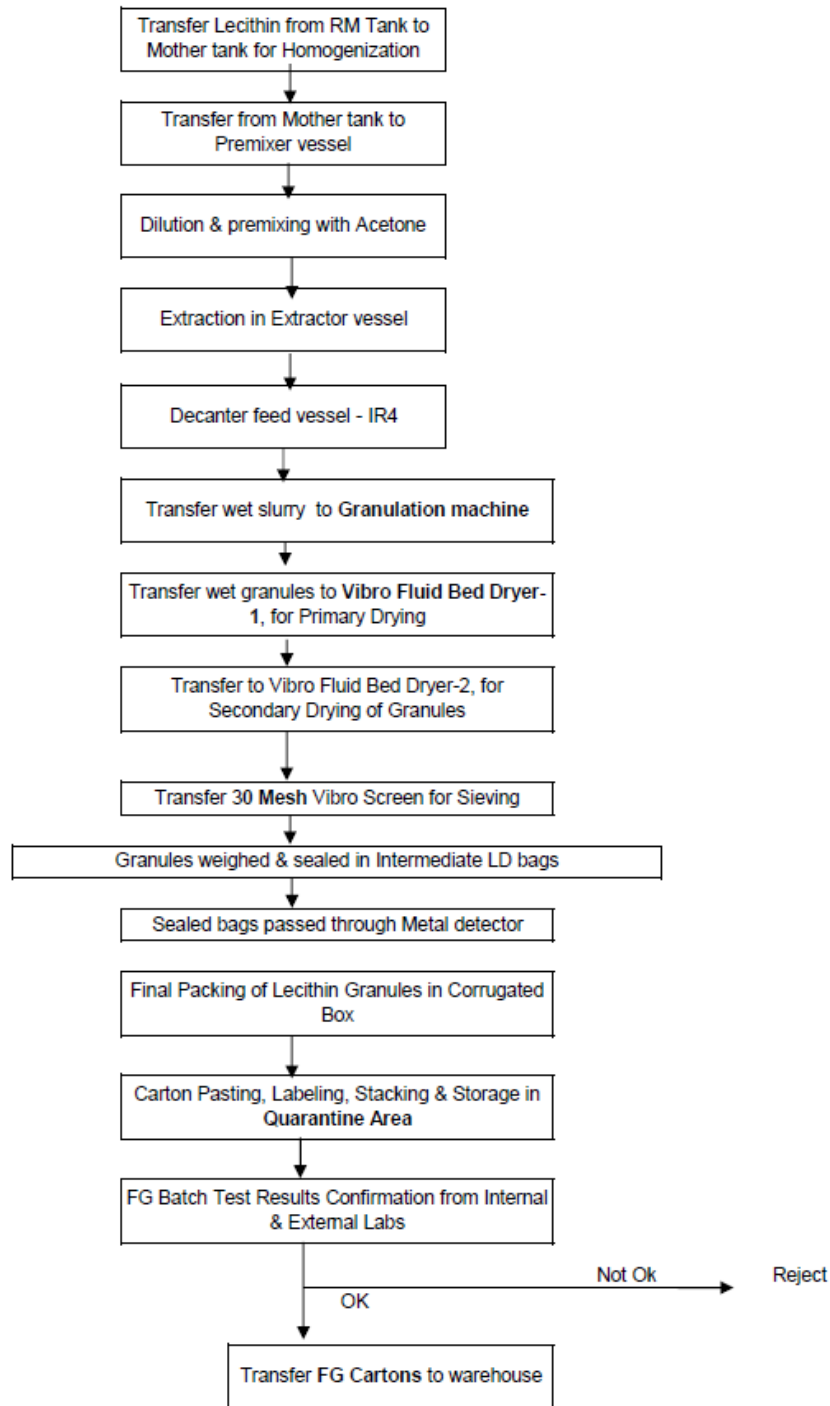 Transfer Lecithin from RM Tank to
Mother tank for Homogenization
Transfer from Mother tank to
Premixer vessel
Dilution & premixing with Acetone
Extraction in Extractor vessel
Decanter feed vessel - IR4
Transfer wet slurry to Granulation machine
Transfer wet granules to Vibro Fluid Bed Dryer-
1, for Primary Drying
Transfer to Vibro Fluid Bed Dryer-2, for
Secondary Drying of Granules
Transfer 30 Mesh Vibro Screen for Sieving
Granules weighed & sealed in Intermediate LD bags
Sealed bags passed through Metal detector
Final Packing of Lecithin Granules in Corrugated
Box
Carton Pasting, Labeling, Stacking & Storage in
Quarantine Area
FG Batch Test Results Confirmation from Internal
& External Labs
Not Ok
Reject
OK
Transfer FG Cartons to warehouse